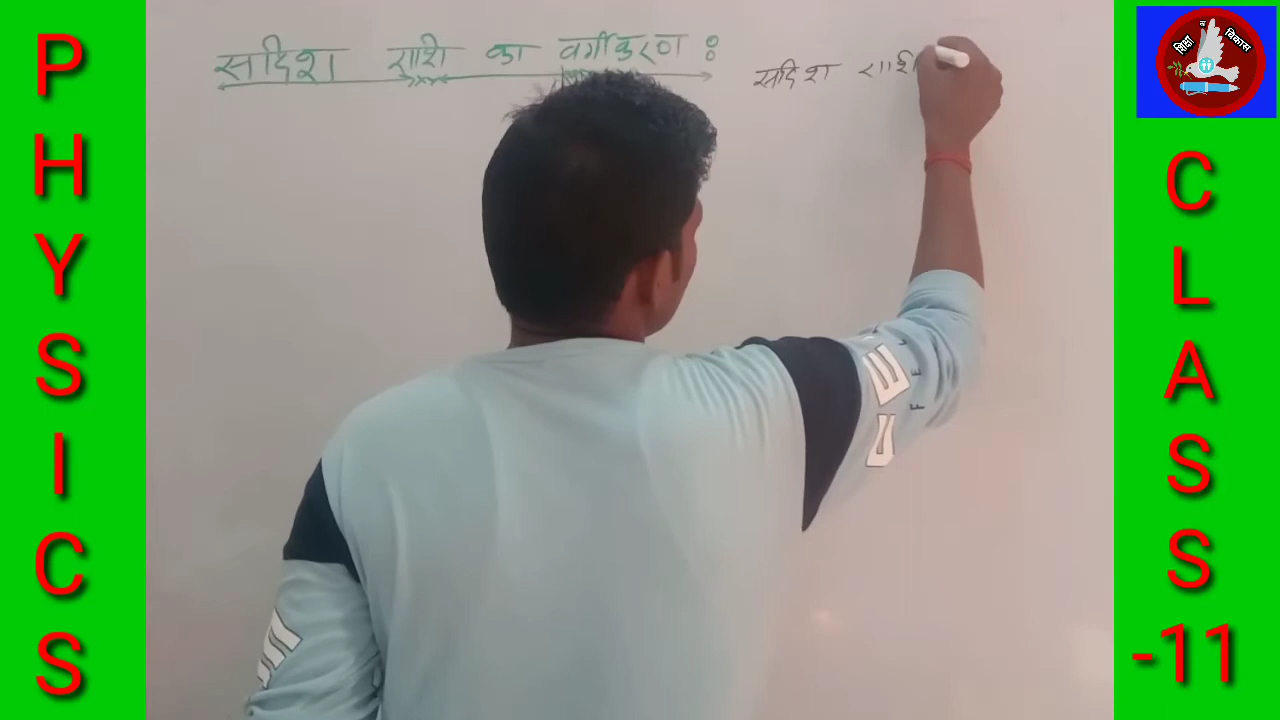 PHYSICS
सदिश राशि का वर्गीकरण :
सदिश राशि
शिक्षा व विकास
CLASS
-11